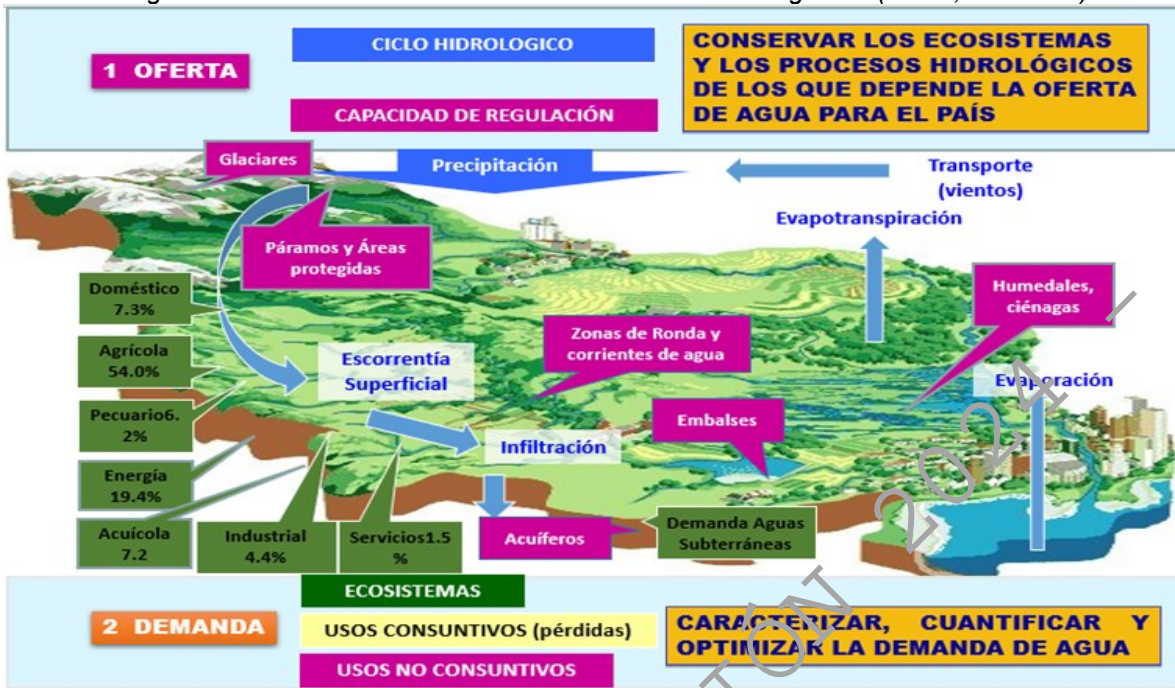 1 OFERTA
CICLO HIDROLOGICO
CAPACIDAD DE REGULACIÓN
CONSERVAR LOS ECOSISTEMAS
Y LOS PROCESOS HIDROLÓGICOS
DE LOS QUE DEPENDE LA OFERTA
DE AGUA PARA EL PAÍS
Glaciares
Precipitación
Transporte
(vientos)
Evapotranspiración
Páramos y Áreas
protegidas
Humedales,
ciénagas
Doméstico
7.3%
Zonas de Ronda y
corrientes de agua
Agrícola
54.0%
Escorrentía
Superficial
Evaporación
Pecuario6.
2%
Embalses
Infiltración
Energía
19.4%
Acuícola
7.2
Industrial
4.4%
Servicios1.5
%
Acuíferos
Demanda Aguas
Subterráneas
2 DEMANDA
ECOSISTEMAS
USOS CONSUNTIVOS (pérdidas)
USOS NO CONSUNTIVOS
CARACTERIZAR, CUANTIFICAR Y
OPTIMIZAR LA DEMANDA DE AGUA